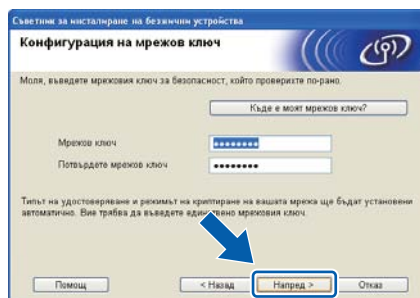 Съветник за инсталиране на безжични устройства
Конфигурация на мрежов ключ
Моля, въведете мрежовия ключ за безопасност, който проверихте по-рано.
Къде е моят мрежов ключ?
Мрежов ключ
Потвърдете мрежов ключ
Типът на удостоверяване и режимът на криптиране на вашата мрежа ще бъдат установени
автоматично. Вие трябва да въведете единствено мрежовия ключ.
Помощ < Назад Напред > Отказ